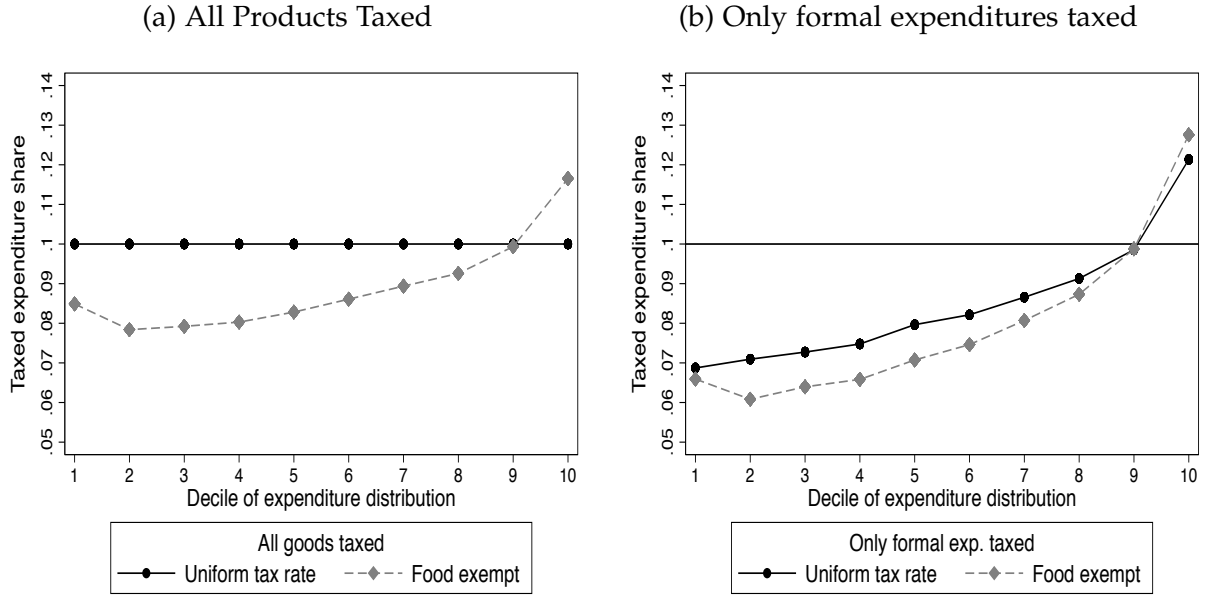 (a) All Products Taxed
Taxed expenditure share
.14
.13
.12
.11
.1
.09
.08
.07
.06
.05
1 2 3 4 5 6 7 8 9 10
Decile of expenditure distribution
All goods taxed
Uniform tax rate Food exempt
(b) Only formal expenditures taxed
Taxed expenditure share
.14
.13
.12
.11
.1
.09
.08
.07
.06
.05
1 2 3 4 5 6 7 8 9 10
Decile of expenditure distribution
Only formal exp. taxed
Uniform tax rate Food exempt